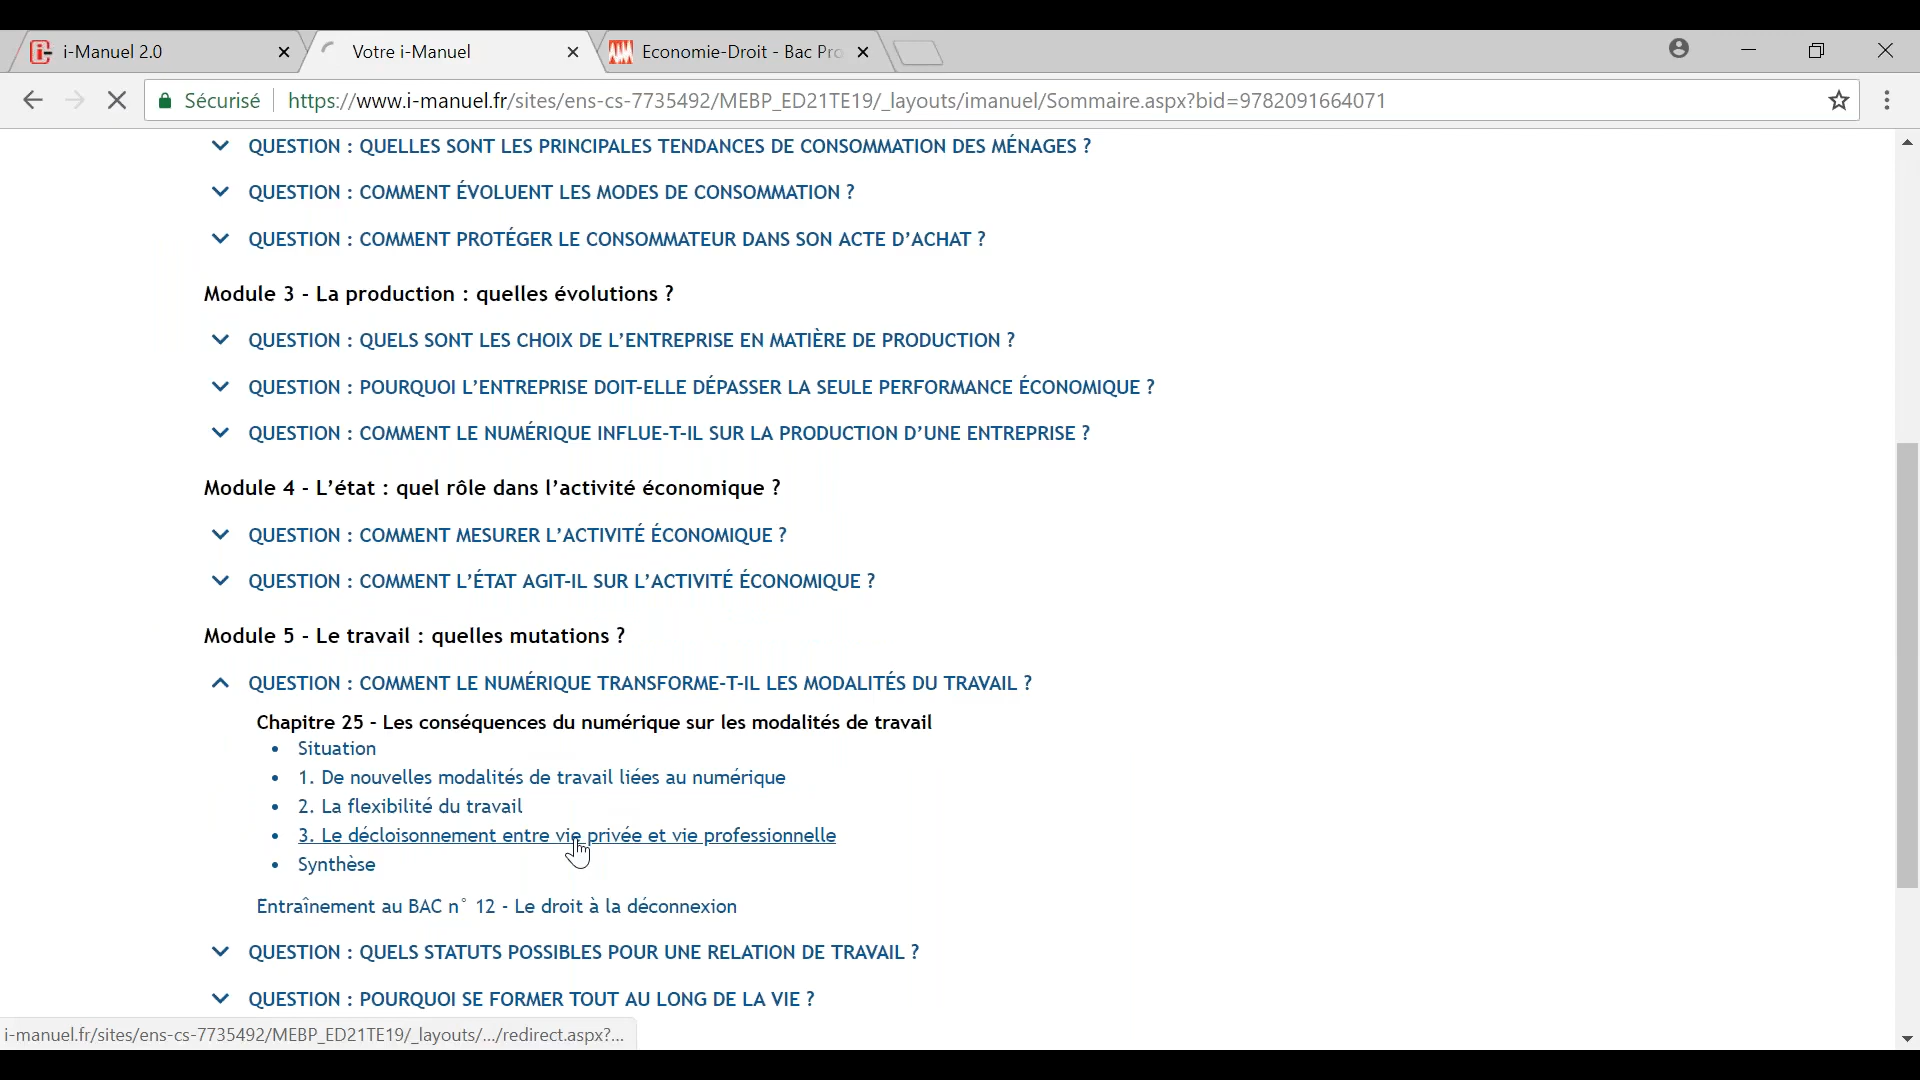 i-Manuel 2.0
Votre i-Manuel
Economie-Droit - Bac Pro
Sécurisé
https://www.i-manuel.fr/sites/ens-cs-7735492/MEBP_ED21TE19/_layouts/imanuel/Sommaire.aspx?bid=9782091664071
QUESTION : QUELLES SONT LES PRINCIPALES TENDANCES DE CONSOMMATION DES MÉNAGES ?
QUESTION : COMMENT ÉVOLUENT LES MODES DE CONSOMMATION ?
QUESTION : COMMENT PROTÉGER LE CONSOMMATEUR DANS SON ACTE D’ACHAT ?
Module 3 - La production : quelles évolutions ?
QUESTION : QUELS SONT LES CHOIX DE L’ENTREPRISE EN MATIÈRE DE PRODUCTION ?
QUESTION : POURQUOI L’ENTREPRISE DOIT-ELLE DÉPASSER LA SEULE PERFORMANCE ÉCONOMIQUE ?
QUESTION : COMMENT LE NUMÉRIQUE INFLUE-T-IL SUR LA PRODUCTION D’UNE ENTREPRISE ?
Module 4 - L’état : quel rôle dans l’activité économique ?
QUESTION : COMMENT MESURER L’ACTIVITÉ ÉCONOMIQUE ?
QUESTION : COMMENT L’ÉTAT AGIT-IL SUR L’ACTIVITÉ ÉCONOMIQUE ?
Module 5 - Le travail : quelles mutations ?
QUESTION : COMMENT LE NUMÉRIQUE TRANSFORME-T-IL LES MODALITÉS DU TRAVAIL ?
Chapitre 25 - Les conséquences du numérique sur les modalités de travail
• Situation
• 1. De nouvelles modalités de travail liées au numérique
• 2. La flexibilité du travail
• 3. Le décloisonnement entre vie privée et vie professionnelle
• Synthèse
Entraînement au BAC n° 12 - Le droit à la déconnexion
QUESTION : QUELS STATUTS POSSIBLES POUR UNE RELATION DE TRAVAIL ?
QUESTION : POURQUOI SE FORMER TOUT AU LONG DE LA VIE ?
i-manuel.fr/sites/ens-cs-7735492/MEBP_ED21TE19/_layouts/.../redirect.aspx?...